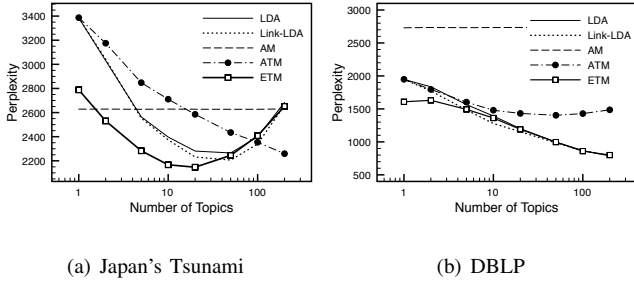 (a)
3400
3200
3000
2800
2600
2400
2200
Perplexity
1
10
100
Number of Topics
LDA
Link-LDA
AM
ATM
ETM
(b)
3000
2500
2000
1500
1000
500
Perplexity
1
10
100
Number of Topics
LDA
Link-LDA
AM
ATM
ETM
(a) Japan's Tsunami
(b) DBLP